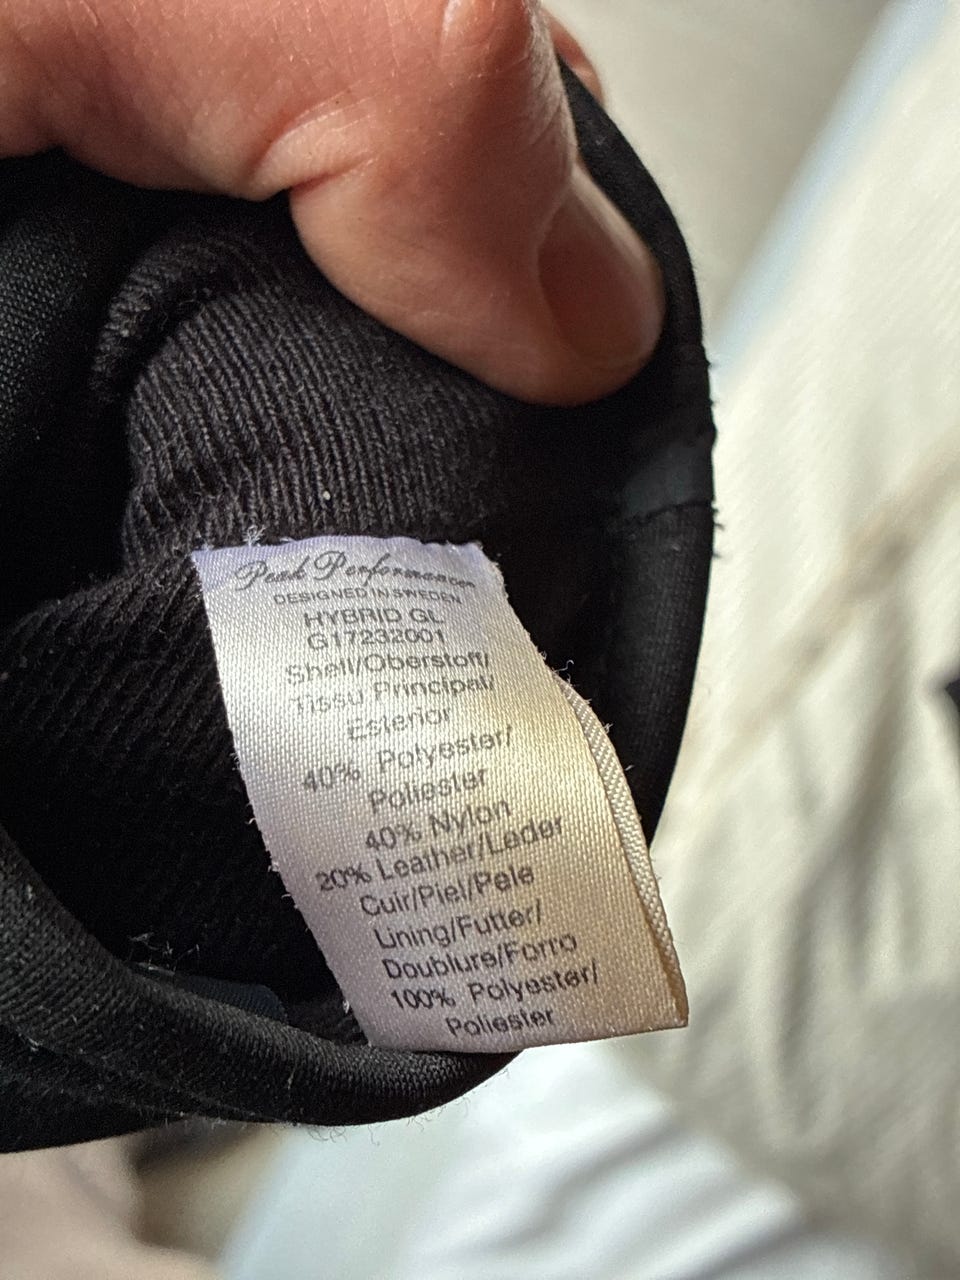 Peak Performance
DESIGNED IN SWEDEN
HYBRID GL
G17232001
Shell/Oberstoff/
Tissu Principal/
Esterior
40% Polyester/
Poliester
40% Nylon
20% Leather/Leder
Cuir/Piel/Pele
Lining/Futter/
Doublure/Forro
100% Polyester/
Poliester